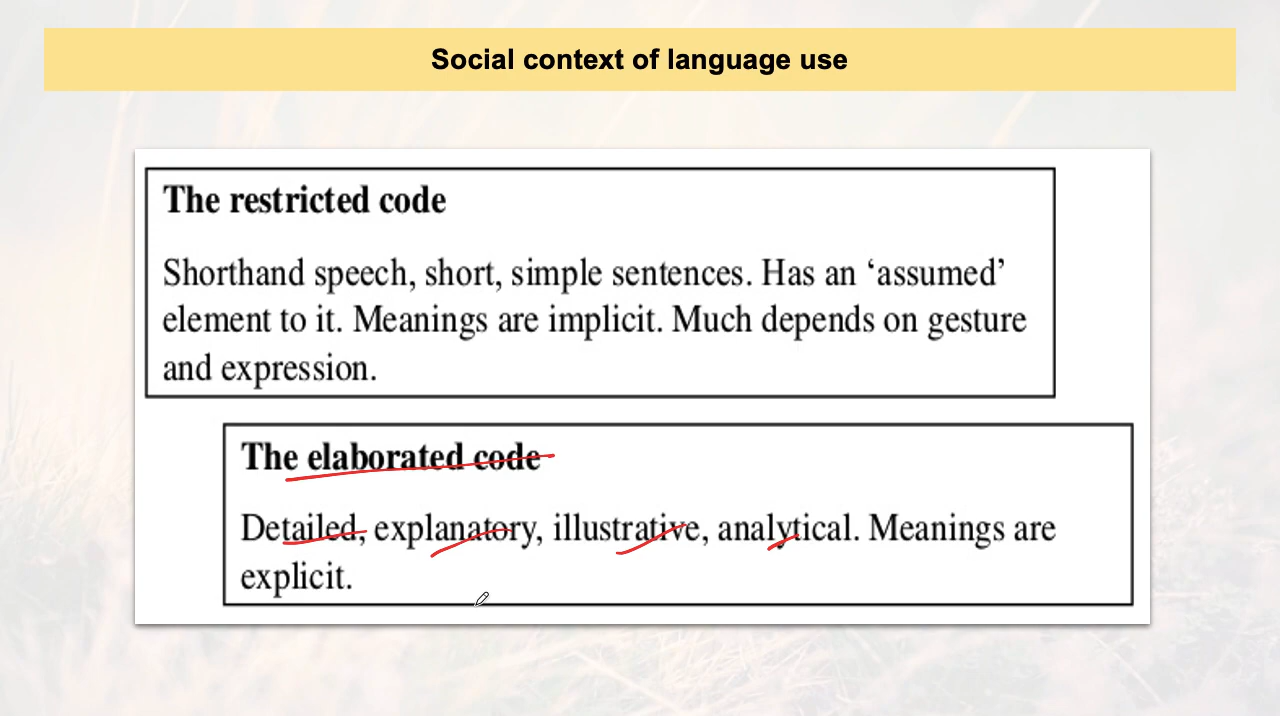 Social context of language use
The restricted code
Shorthand speech, short, simple sentences. Has an ‘assumed’
element to it. Meanings are implicit. Much depends on gesture
and expression.
The elaborated code
Detailed, explanatory, illustrative, analytical. Meanings are
explicit.